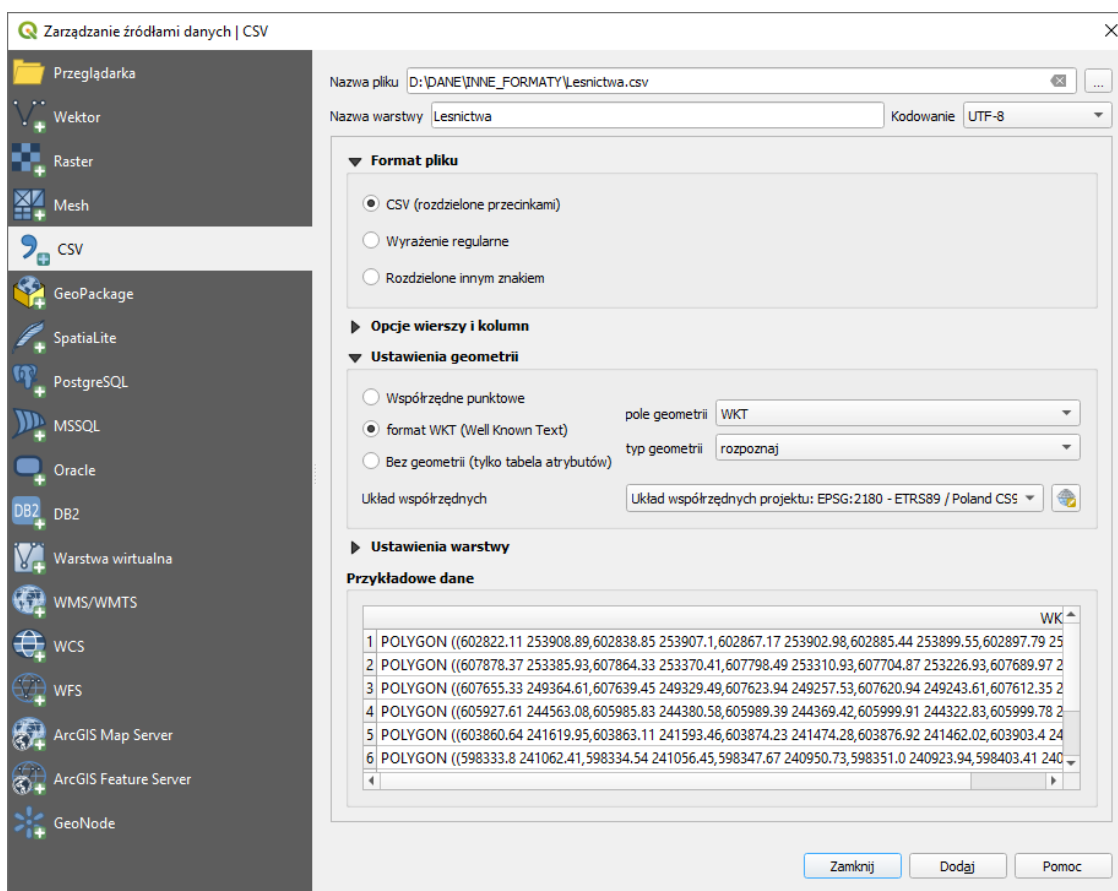 Zarządzanie źródłami danych | CSV
Przeglądarka
Wektor
Raster
Mesh
CSV
GeoPackage
SpatiaLite
PostgreSQL
MSSQL
Oracle
DB2
DB2
Warstwa wirtualna
WMS/WMTS
WCS
WFS
ArcGIS Map Server
ArcGIS Feature Server
GeoNode
Nazwa pliku D:\DANE\INNE_FORMATY\Lesnictwa.csv ...
Nazwa warstwy Lesnictwa Kodowanie UTF-8
Format pliku
CSV (rozdzielone przecinkami)
Wyrażenie regularne
Rozdzielone innym znakiem
Opcje wierszy i kolumn
Ustawienia geometrii
Współrzędne punktowe
format WKT (Well Known Text)
Bez geometrii (tylko tabela atrybutów)
pole geometrii WKT
typ geometrii rozpoznaj
Układ współrzędnych Układ współrzędnych projektu: EPSG:2180 - ETRS89 / Poland CS9
Ustawienia warstwy
Przykładowe dane
WK
1 POLYGON ((602822.11 253908.89,602838.85 253907.1,602867.17 253902.98,602885.44 253899.55,602897.79 25
2 POLYGON ((607878.37 253385.93,607864.33 253370.41,607798.49 253310.93,607704.87 253226.93,607689.97 2
3 POLYGON ((607655.33 249364.61,607639.45 249329.49,607623.94 249257.53,607620.94 249243.61,607612.35 2
4 POLYGON ((605927.61 244563.08,605985.83 244380.58,605989.39 244369.42,605999.91 244322.83,605999.78 2
5 POLYGON ((603860.64 241619.95,603863.11 241593.46,603874.23 241474.28,603876.92 241462.02,603903.4 24
6 POLYGON ((598333.8 241062.41,598334.54 241056.45,598347.67 240950.73,598351.0 240923.94,598403.41 240
Zamknij Dodaj Pomoc